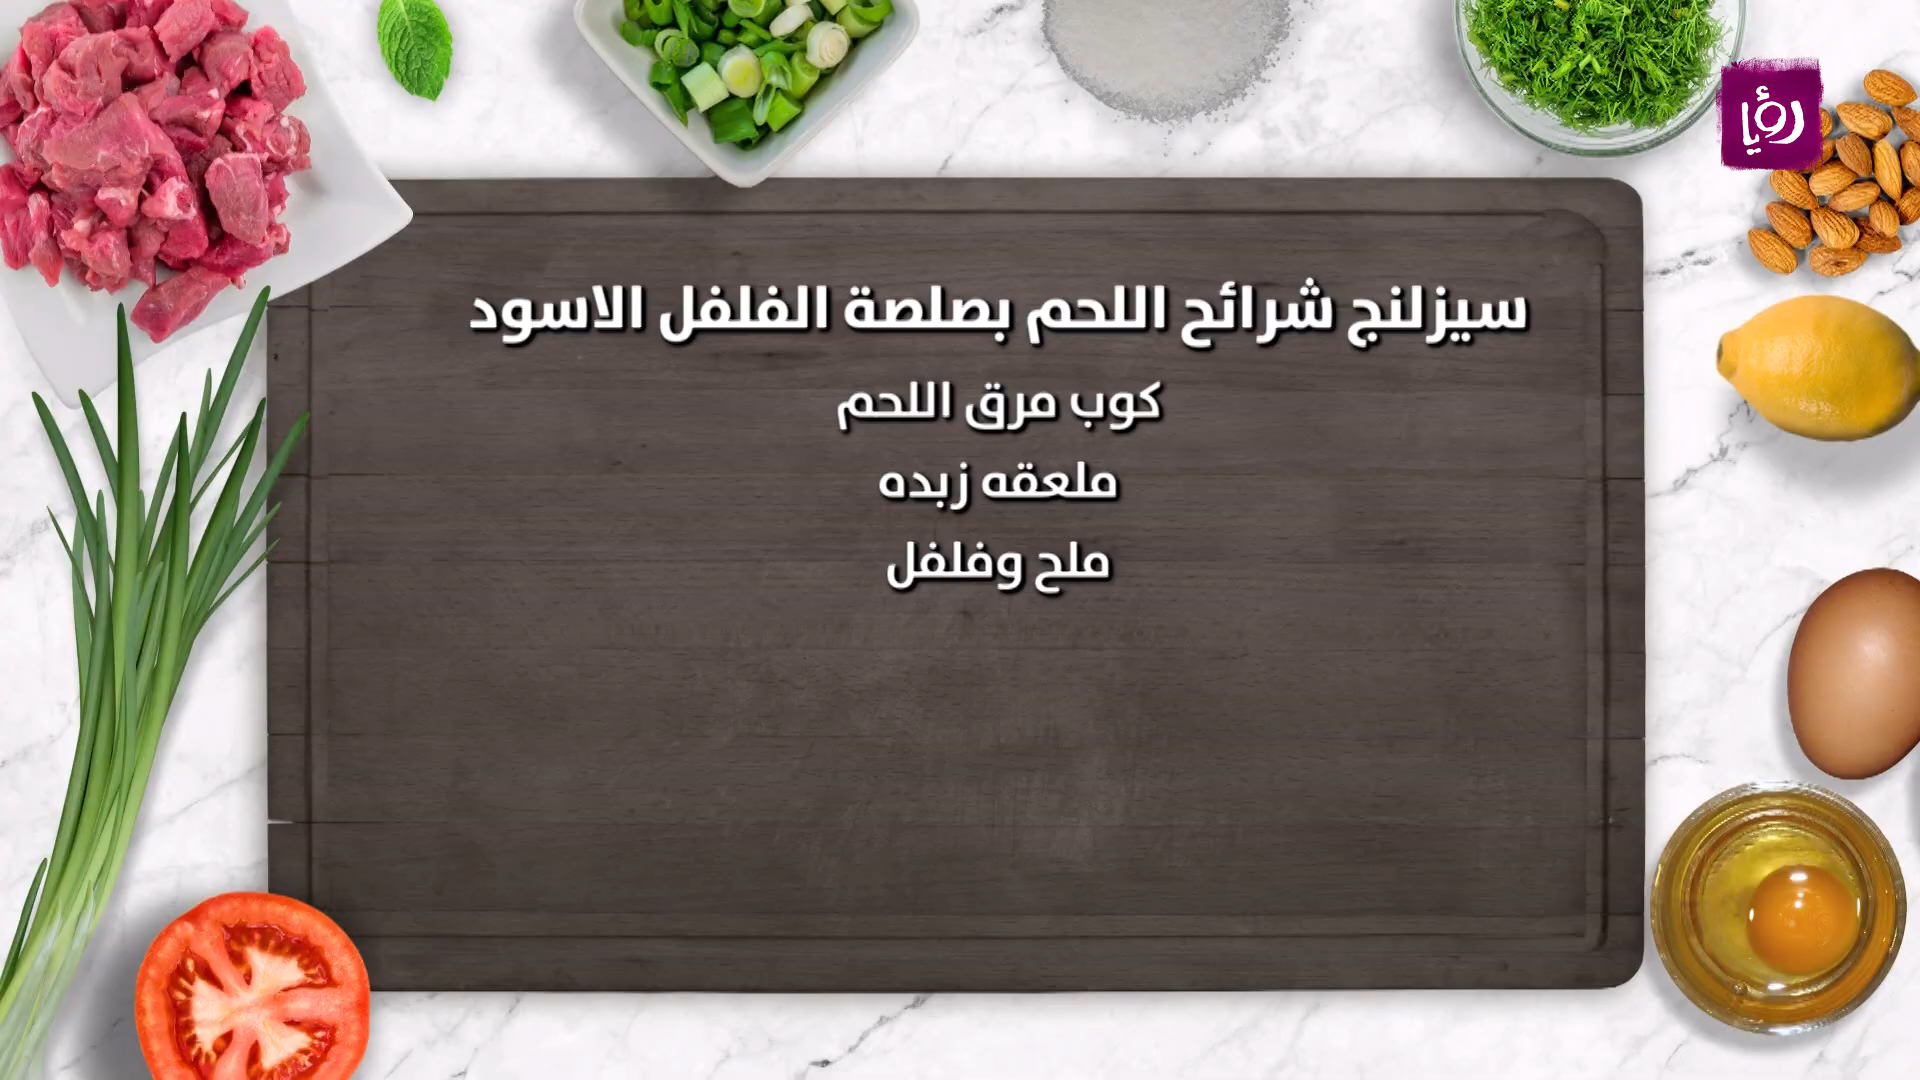 رؤيا
سيزلنج شرائح اللحم بصلصة الفلفل الاسود
كوب مرق اللحم
ملعقه زبده
ملح وفلفل